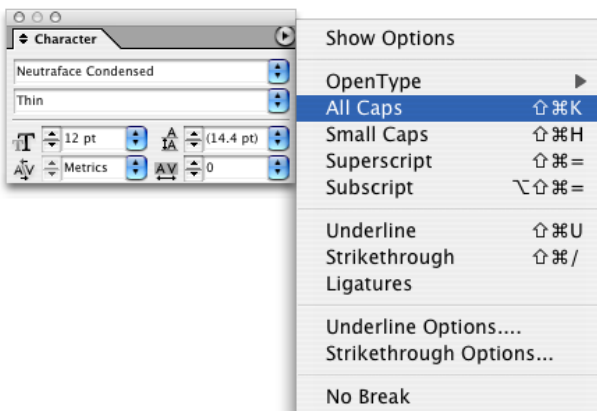 Character
Neutraface Condensed
Thin
12 pt
(14.4 pt)
Metrics
0
Show Options
OpenType
All Caps ⇧⌘K
Small Caps ⇧⌘H
Superscript ⇧⌘=
Subscript ⌥⇧⌘=
Underline ⇧⌘U
Strikethrough ⇧⌘/
Ligatures
Underline Options....
Strikethrough Options...
No Break